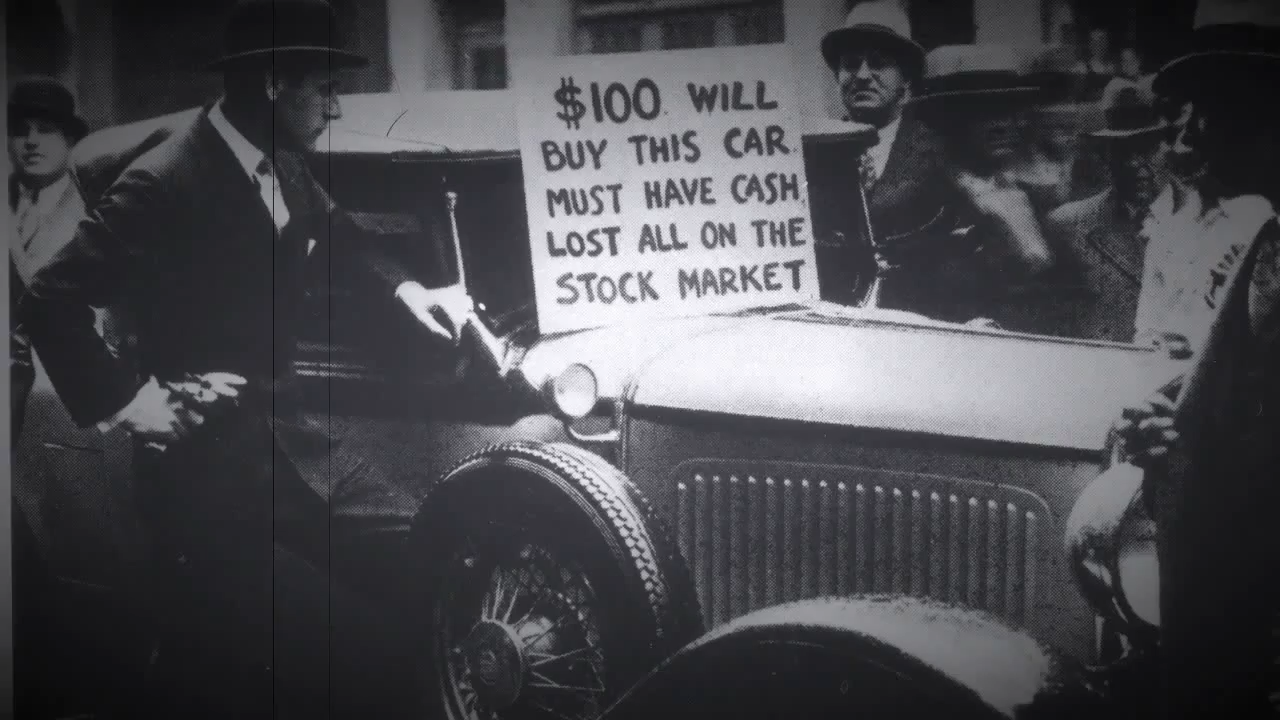 $100. WILL
BUY THIS CAR.
MUST HAVE CASH.
LOST ALL ON THE
STOCK MARKET